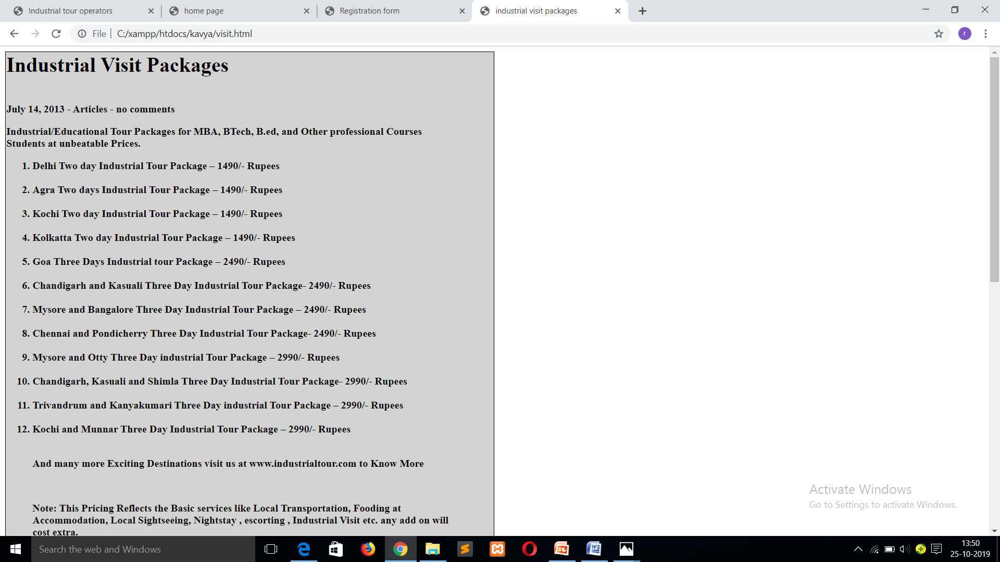 Industrial tour operators
home page
Registration form
industrial visit packages
File
C:/xampp/htdocs/kavya/visit.html
r
Industrial Visit Packages
July 14, 2013 - Articles - no comments
Industrial/Educational Tour Packages for MBA, BTech, B.ed, and Other professional Courses
Students at unbeatable Prices.
1. Delhi Two day Industrial Tour Package – 1490/- Rupees
2. Agra Two days Industrial Tour Package – 1490/- Rupees
3. Kochi Two day Industrial Tour Package – 1490/- Rupees
4. Kolkatta Two day Industrial Tour Package – 1490/- Rupees
5. Goa Three Days Industrial tour Package – 2490/- Rupees
6. Chandigarh and Kasuali Three Day Industrial Tour Package- 2490/- Rupees
7. Mysore and Bangalore Three Day Industrial Tour Package – 2490/- Rupees
8. Chennai and Pondicherry Three Day Industrial Tour Package- 2490/- Rupees
9. Mysore and Otty Three Day industrial Tour Package – 2990/- Rupees
10. Chandigarh, Kasuali and Shimla Three Day Industrial Tour Package- 2990/- Rupees
11. Trivandrum and Kanyakumari Three Day industrial Tour Package – 2990/- Rupees
12. Kochi and Munnar Three Day Industrial Tour Package – 2990/- Rupees
And many more Exciting Destinations visit us at www.industrialtour.com to Know More
Note: This Pricing Reflects the Basic services like Local Transportation, Fooding at
Accommodation, Local Sightseeing, Nightstay , escorting , Industrial Visit etc. any add on will
cost extra.
Activate Windows
Go to Settings to activate Windows.
Search the web and Windows
13:50
25-10-2019